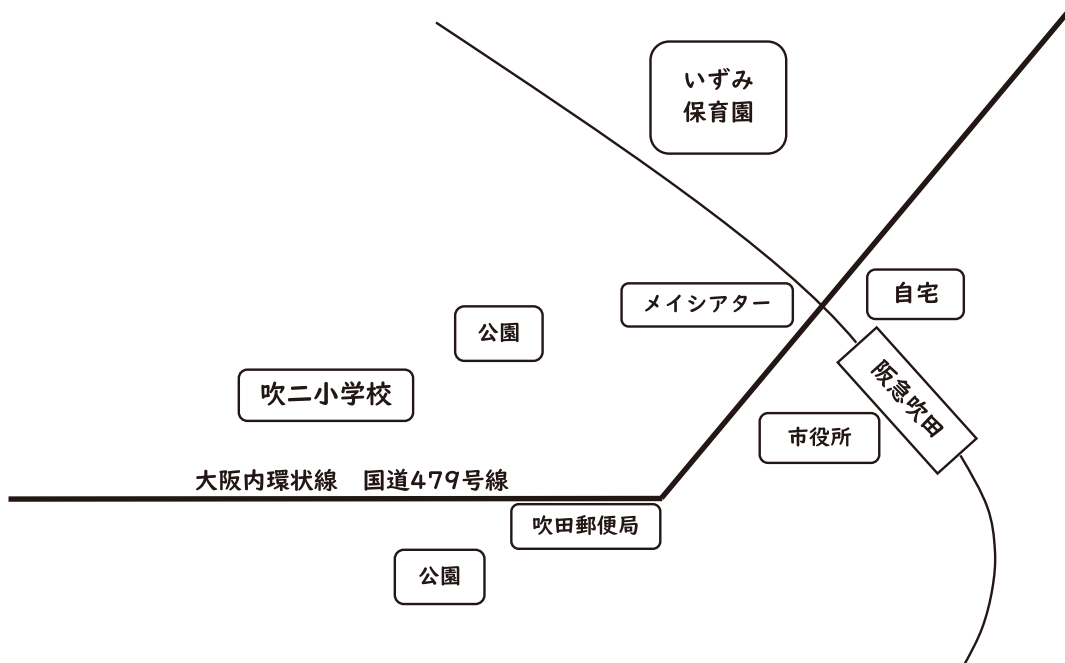 いずみ
保育園
自宅
メイシアター
公園
阪急吹田
吹二小学校
市役所
大阪内環状線　国道479号線
吹田郵便局
公園